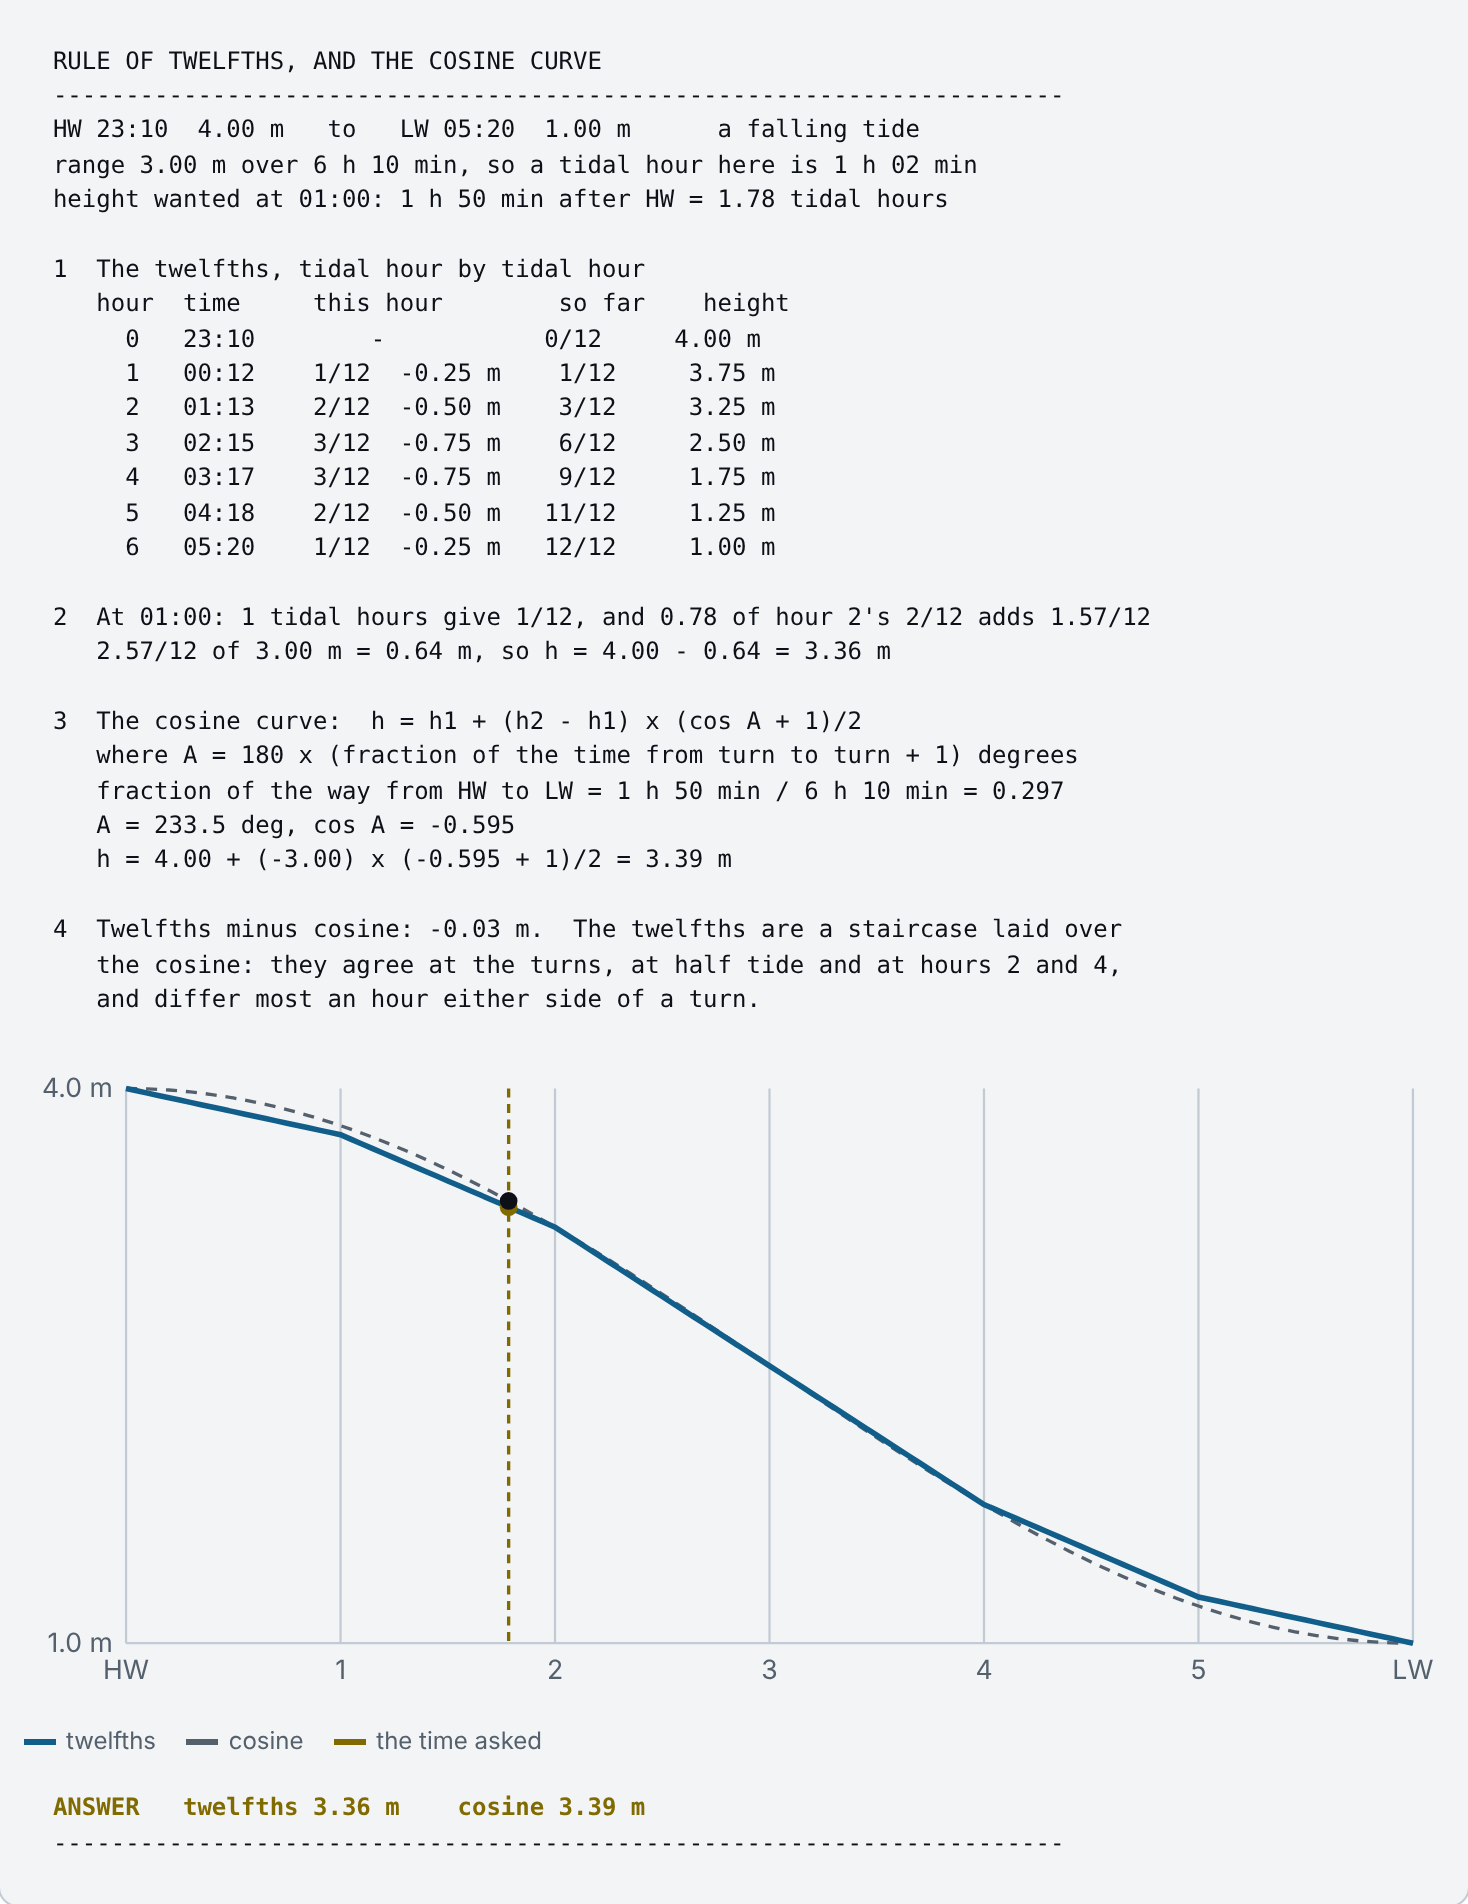 RULE OF TWELFTHS, AND THE COSINE CURVE
----------------------------------------------------------------------
HW 23:10  4.00 m   to   LW 05:20  1.00 m      a falling tide
range 3.00 m over 6 h 10 min, so a tidal hour here is 1 h 02 min
height wanted at 01:00: 1 h 50 min after HW = 1.78 tidal hours
1  The twelfths, tidal hour by tidal hour
hour  time     this hour        so far    height
0   23:10        -           0/12     4.00 m
1   00:12    1/12  -0.25 m    1/12     3.75 m
2   01:13    2/12  -0.50 m    3/12     3.25 m
3   02:15    3/12  -0.75 m    6/12     2.50 m
4   03:17    3/12  -0.75 m    9/12     1.75 m
5   04:18    2/12  -0.50 m   11/12     1.25 m
6   05:20    1/12  -0.25 m   12/12     1.00 m
2  At 01:00: 1 tidal hours give 1/12, and 0.78 of hour 2's 2/12 adds 1.57/12
2.57/12 of 3.00 m = 0.64 m, so h = 4.00 - 0.64 = 3.36 m
3  The cosine curve:  h = h1 + (h2 - h1) x (cos A + 1)/2
where A = 180 x (fraction of the time from turn to turn + 1) degrees
fraction of the way from HW to LW = 1 h 50 min / 6 h 10 min = 0.297
A = 233.5 deg, cos A = -0.595
h = 4.00 + (-3.00) x (-0.595 + 1)/2 = 3.39 m
4  Twelfths minus cosine: -0.03 m.  The twelfths are a staircase laid over
the cosine: they agree at the turns, at half tide and at hours 2 and 4,
and differ most an hour either side of a turn.
4.0 m
1.0 m
HW 1 2 3 4 5 LW
twelfths cosine the time asked
ANSWER   twelfths 3.36 m    cosine 3.39 m
----------------------------------------------------------------------